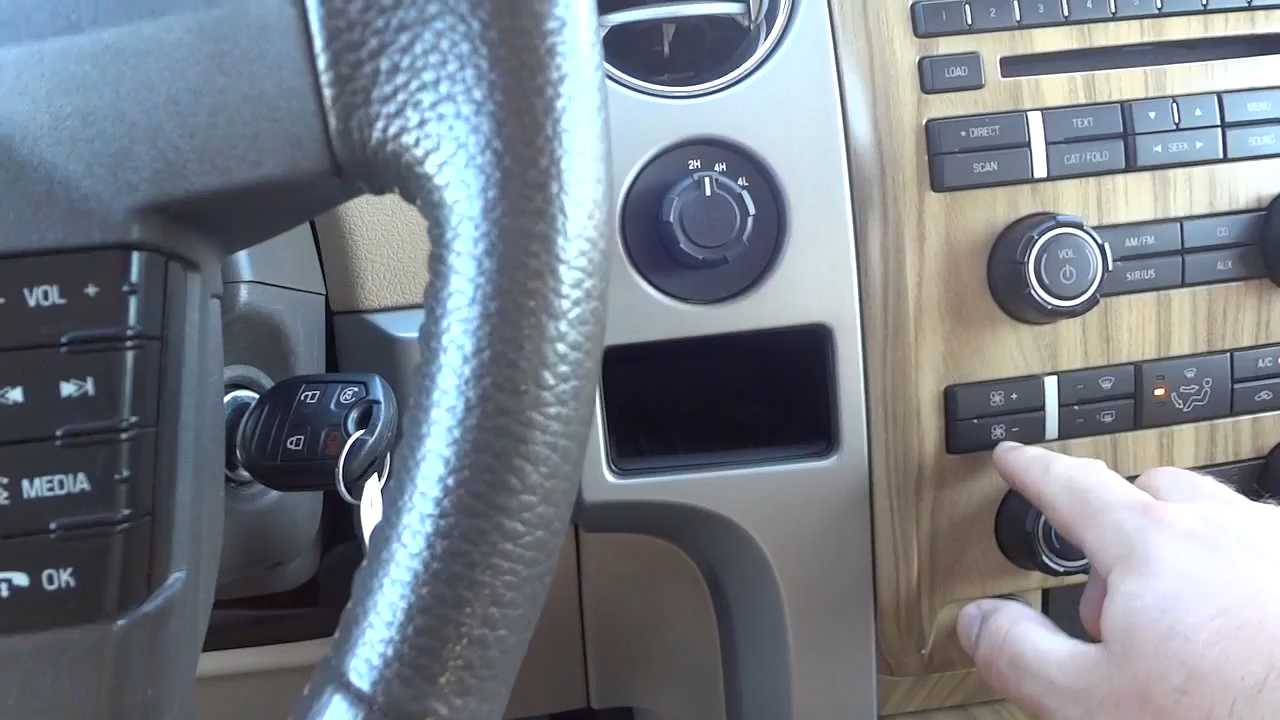 1 2 3 4 5
LOAD
DIRECT TEXT MENU
SCAN CAT/FOLD SEEK SOUND
2H 4H 4L
VOL
AM/FM CD
SIRIUS AUX
- VOL +
MEDIA
OK
+
-
A/C